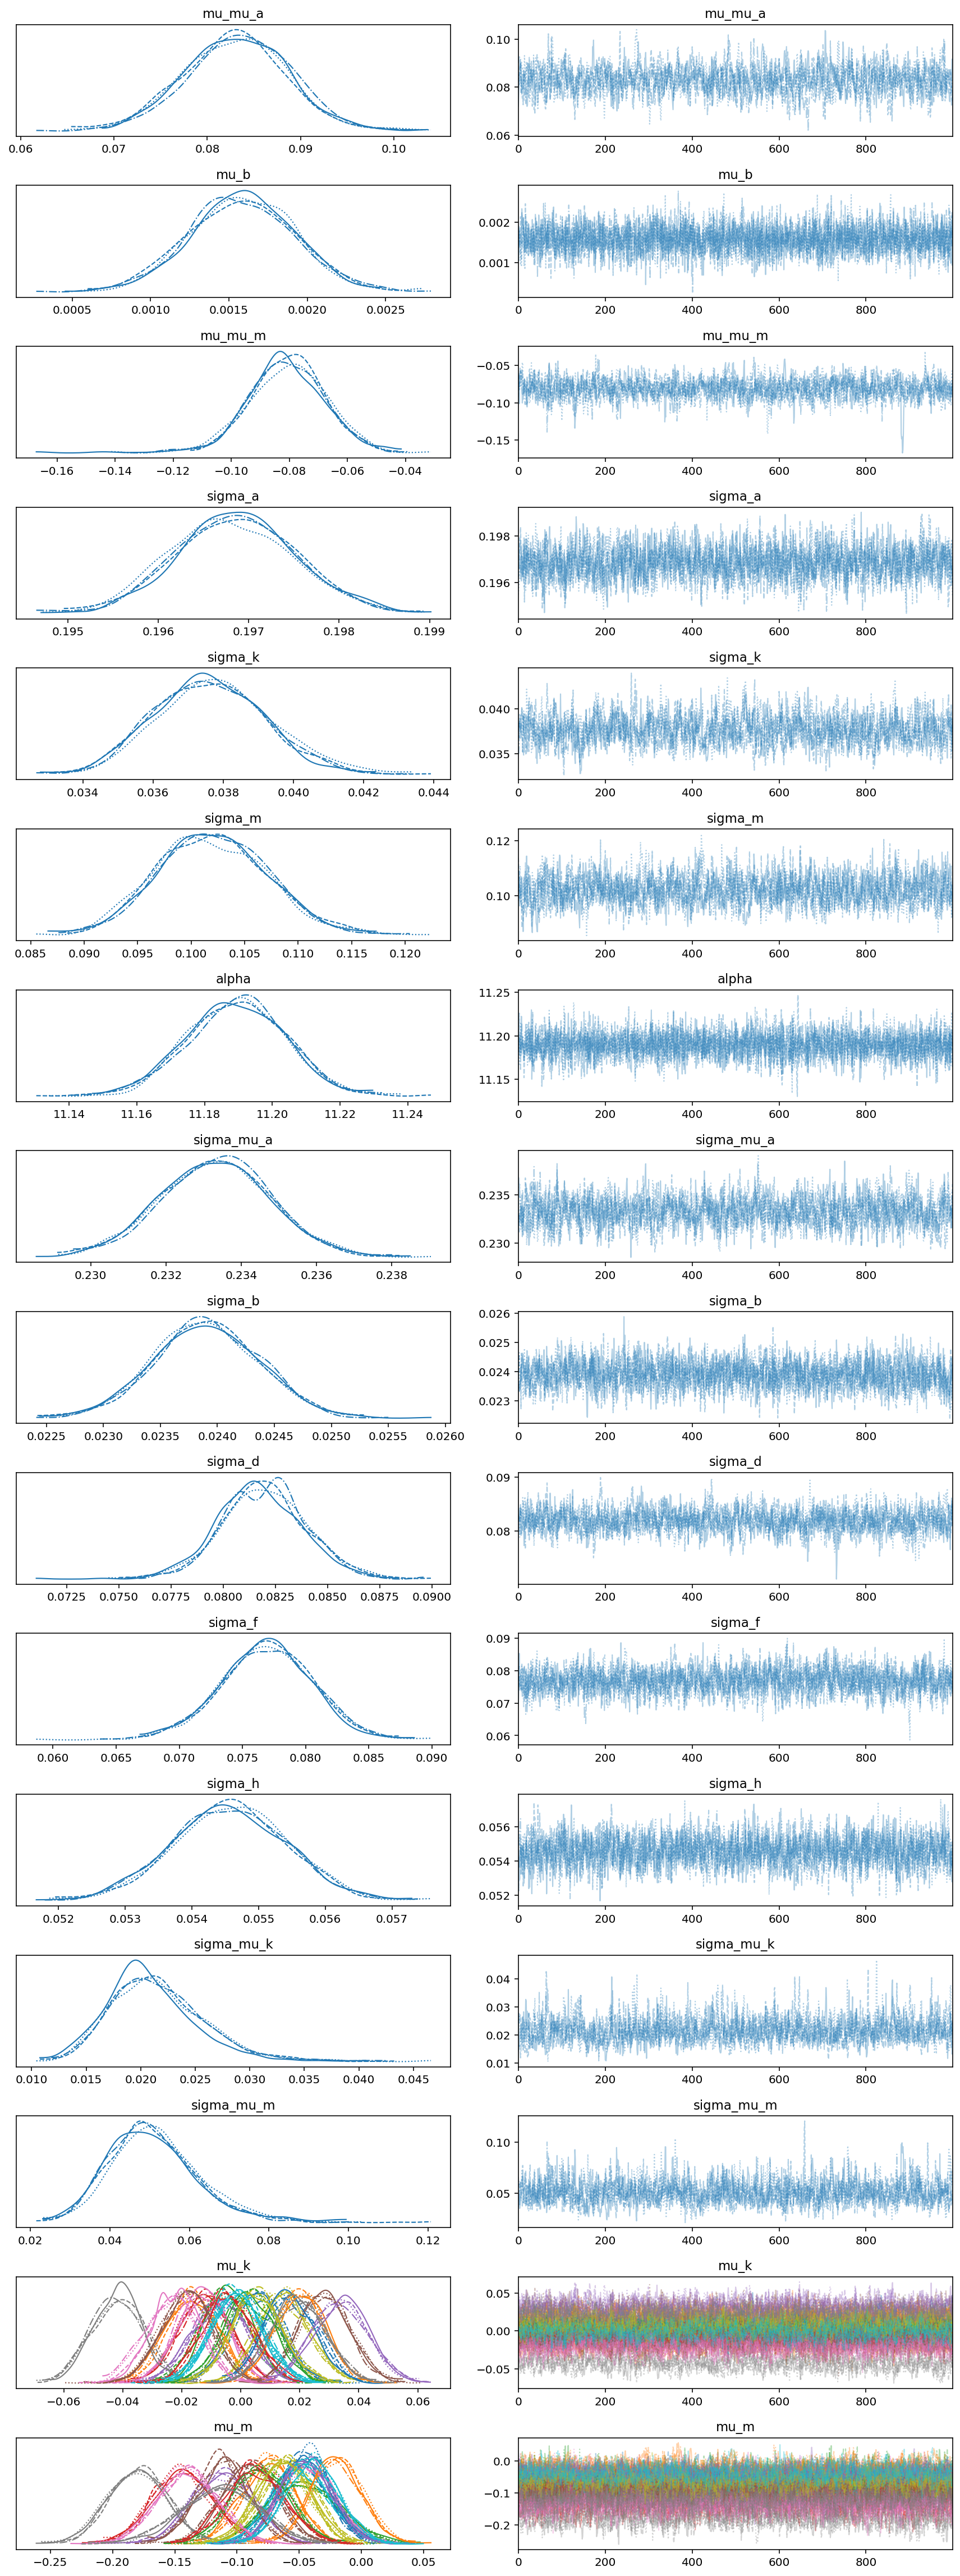 mu_mu_a mu_mu_a
0.10
0.08
0.06
0.06 0.07 0.08 0.09 0.10 0 200 400 600 800
mu_b mu_b
0.002
0.001
0.0005 0.0010 0.0015 0.0020 0.0025 0 200 400 600 800
mu_mu_m mu_mu_m
−0.05
−0.10
−0.15
−0.16 −0.14 −0.12 −0.10 −0.08 −0.06 −0.04 0 200 400 600 800
sigma_a sigma_a
0.198
0.196
0.195 0.196 0.197 0.198 0.199 0 200 400 600 800
sigma_k sigma_k
0.040
0.035
0.034 0.036 0.038 0.040 0.042 0.044 0 200 400 600 800
sigma_m sigma_m
0.12
0.10
0.085 0.090 0.095 0.100 0.105 0.110 0.115 0.120 0 200 400 600 800
alpha alpha
11.25
11.20
11.15
11.14 11.16 11.18 11.20 11.22 11.24 0 200 400 600 800
sigma_mu_a sigma_mu_a
0.235
0.230
0.230 0.232 0.234 0.236 0.238 0 200 400 600 800
sigma_b sigma_b
0.026
0.025
0.024
0.023
0.0225 0.0230 0.0235 0.0240 0.0245 0.0250 0.0255 0.0260 0 200 400 600 800
sigma_d sigma_d
0.09
0.08
0.0725 0.0750 0.0775 0.0800 0.0825 0.0850 0.0875 0.0900 0 200 400 600 800
sigma_f sigma_f
0.09
0.08
0.07
0.06
0.060 0.065 0.070 0.075 0.080 0.085 0.090 0 200 400 600 800
sigma_h sigma_h
0.056
0.054
0.052
0.052 0.053 0.054 0.055 0.056 0.057 0 200 400 600 800
sigma_mu_k sigma_mu_k
0.04
0.03
0.02
0.01
0.010 0.015 0.020 0.025 0.030 0.035 0.040 0.045 0 200 400 600 800
sigma_mu_m sigma_mu_m
0.10
0.05
0.02 0.04 0.06 0.08 0.10 0.12 0 200 400 600 800
mu_k mu_k
0.05
0.00
−0.05
−0.06 −0.04 −0.02 0.00 0.02 0.04 0.06 0 200 400 600 800
mu_m mu_m
0.0
−0.1
−0.2
−0.25 −0.20 −0.15 −0.10 −0.05 0.00 0.05 0 200 400 600 800